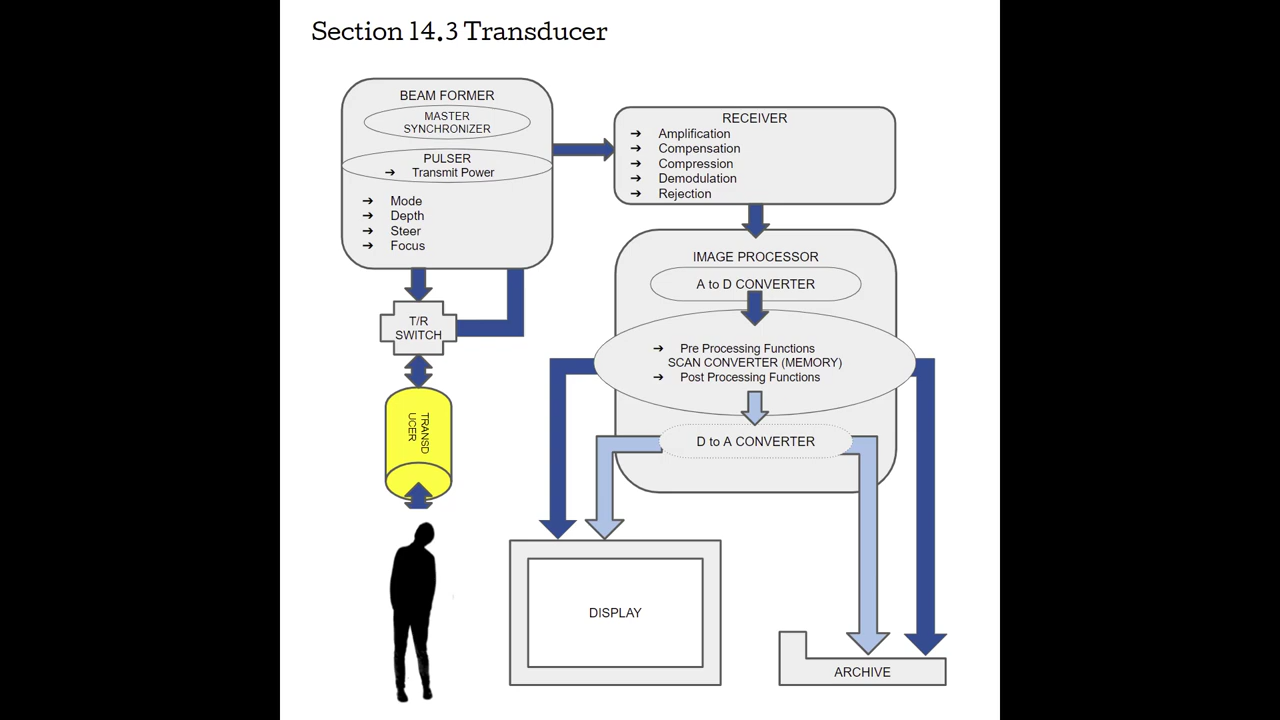 Section 14.3 Transducer
BEAM FORMER
MASTER
SYNCHRONIZER
PULSER
➔ Transmit Power
➔ Mode
➔ Depth
➔ Steer
➔ Focus
RECEIVER
➔ Amplification
➔ Compensation
➔ Compression
➔ Demodulation
➔ Rejection
IMAGE PROCESSOR
A to D CONVERTER
➔ Pre Processing Functions
SCAN CONVERTER (MEMORY)
➔ Post Processing Functions
D to A CONVERTER
T/R
SWITCH
TRANSD
UCER
DISPLAY
ARCHIVE